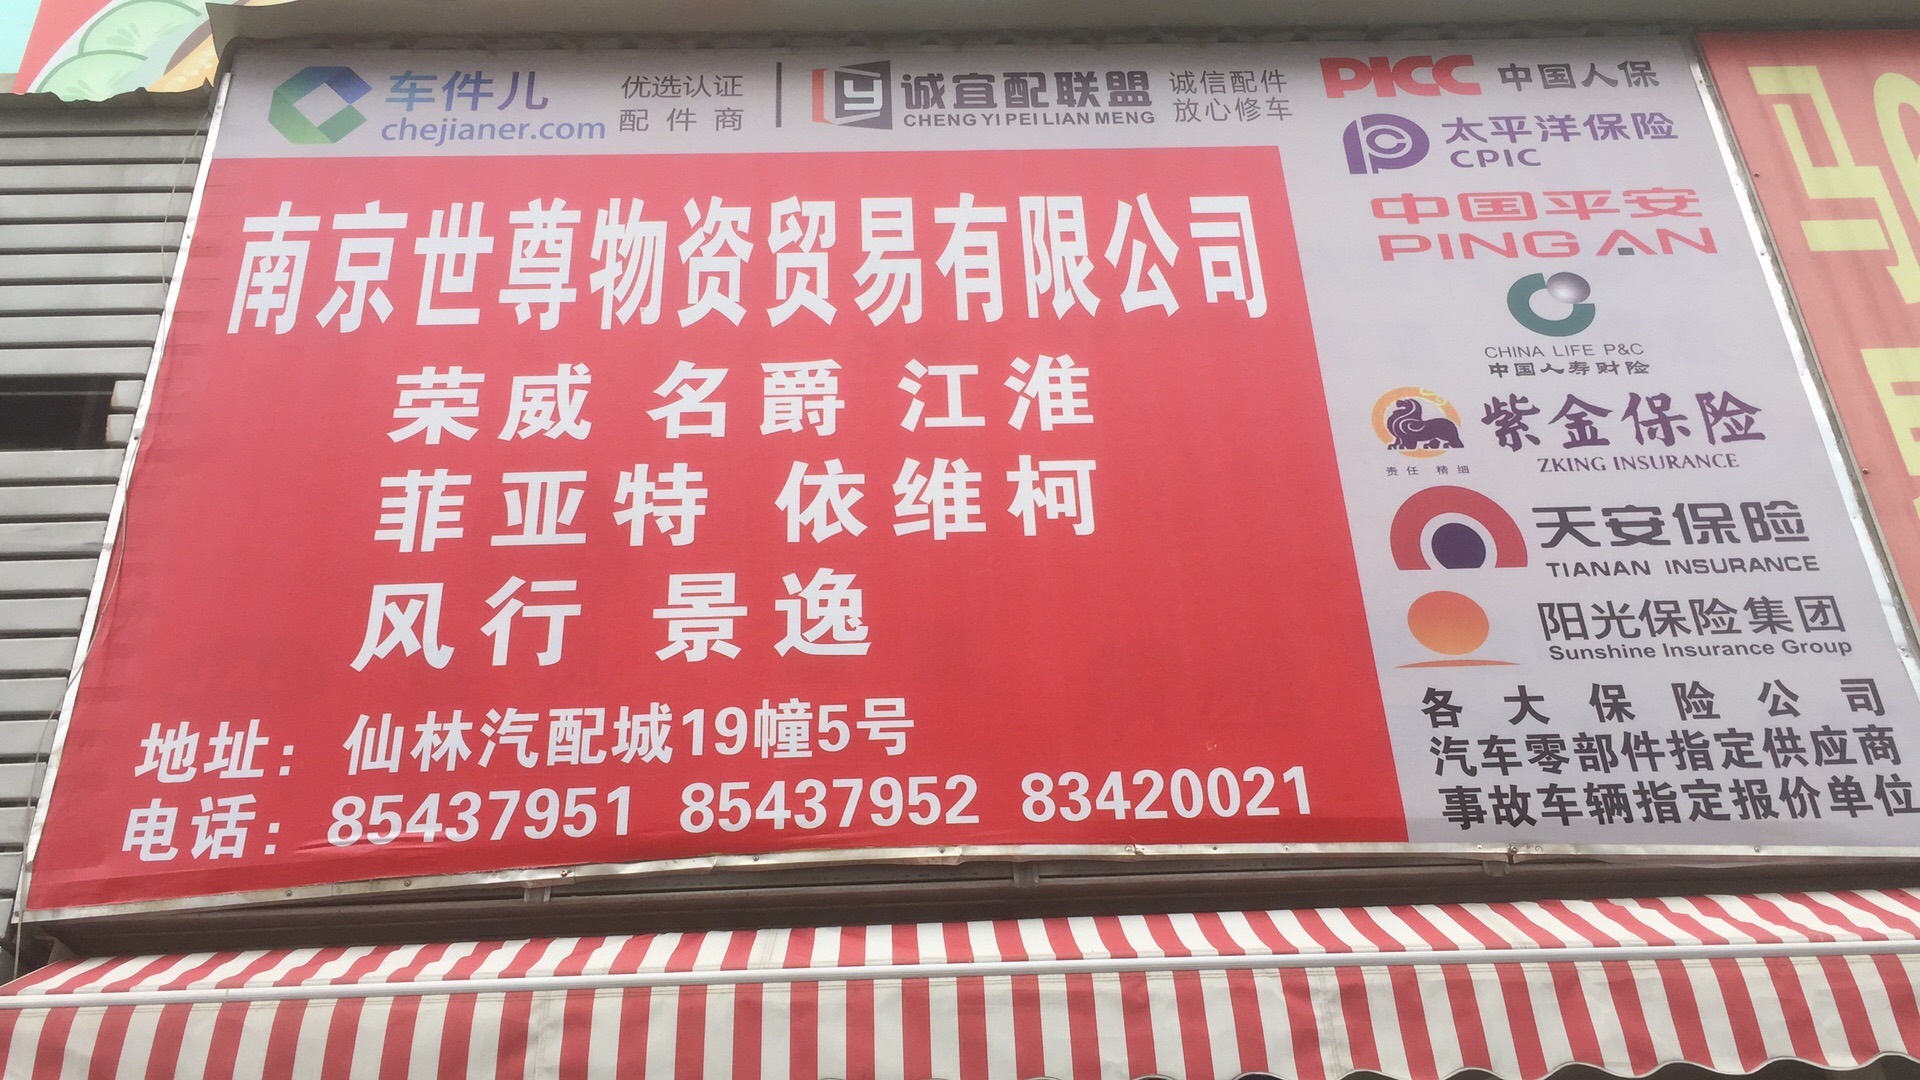 车件儿
chejianer.com
优选认证
配件商
诚宜配联盟
CHENG YI PEI LIAN MENG
诚信配件
放心修车
南京世尊物资贸易有限公司
荣威 名爵 江淮
菲亚特 依维柯
风行 景逸
地址：仙林汽配城19幢5号
电话：85437951 85437952 83420021
PICC 中国人保
太平洋保险
CPIC
中国平安
PING AN
CHINA LIFE P&C
中国人寿财险
紫金保险
ZKING INSURANCE
责任 精细
天安保险
TIANAN INSURANCE
阳光保险集团
Sunshine Insurance Group
各大保险公司
汽车零部件指定供应商
事故车辆指定报价单位